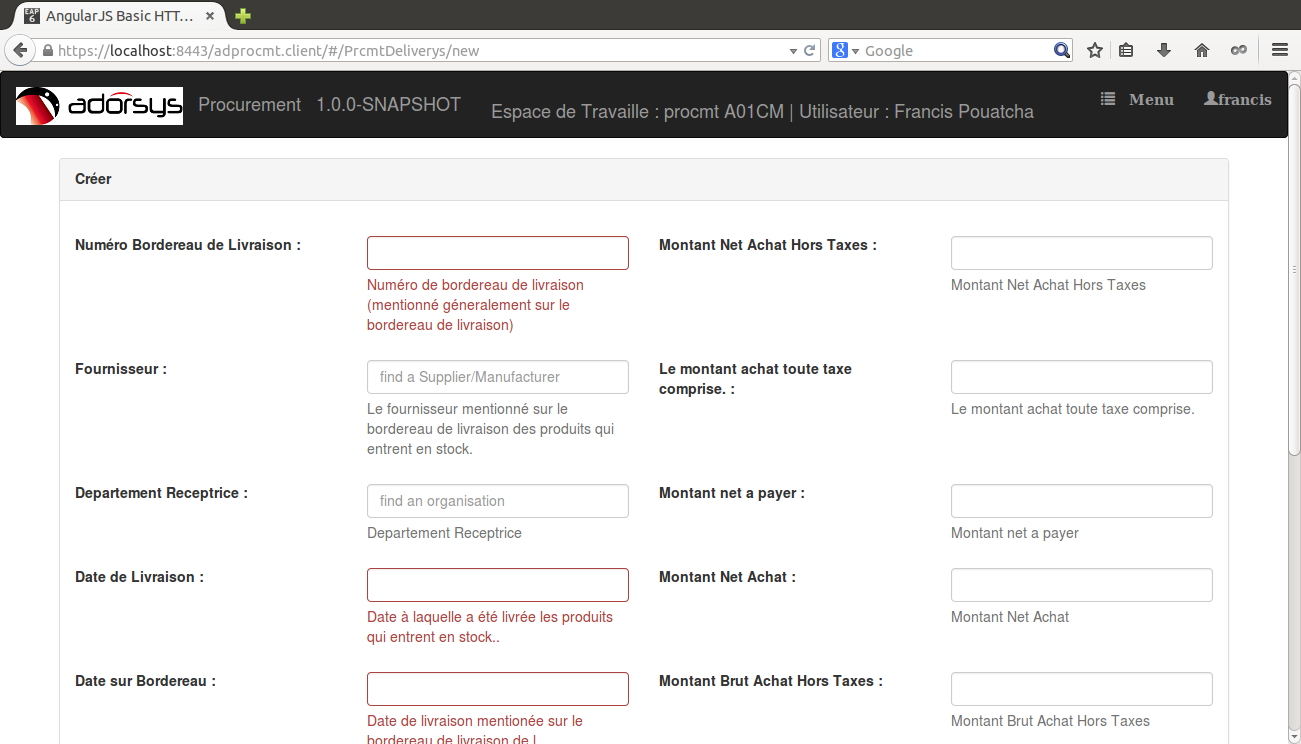 EAP 6 AngularJS Basic HTT... ×
https://localhost:8443/adprocmt.client/#/PrcmtDeliverys/new
8 Google
adorsys Procurement 1.0.0-SNAPSHOT Espace de Travaille : procmt A01CM | Utilisateur : Francis Pouatcha Menu francis
Créer
Numéro Bordereau de Livraison :
Numéro de bordereau de livraison
(mentionné géneralement sur le
bordereau de livraison)
Montant Net Achat Hors Taxes :
Montant Net Achat Hors Taxes
Fournisseur :
find a Supplier/Manufacturer
Le fournisseur mentionné sur le
bordereau de livraison des produits qui
entrent en stock.
Le montant achat toute taxe
comprise. :
Le montant achat toute taxe comprise.
Departement Receptrice :
find an organisation
Departement Receptrice
Montant net a payer :
Montant net a payer
Date de Livraison :
Date à laquelle a été livrée les produits
qui entrent en stock..
Montant Net Achat :
Montant Net Achat
Date sur Bordereau :
Date de livraison mentionée sur le
bordereau de livraison de
Montant Brut Achat Hors Taxes :
Montant Brut Achat Hors Taxes